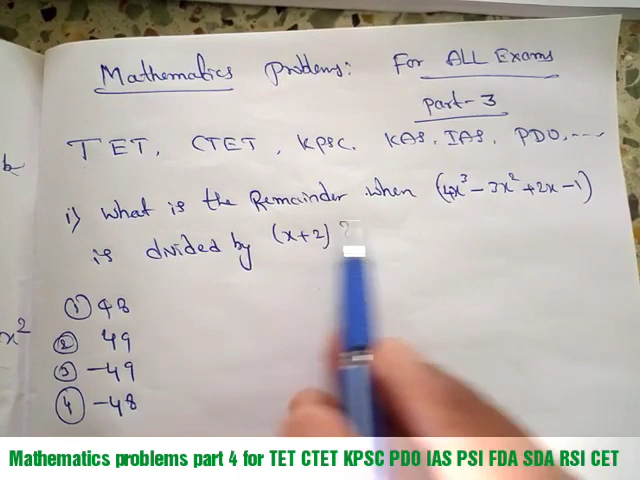 Mathematics problems: For ALL Exams
part-3
TET, CTET, KPSC. KAS, IAS, PDO,----
i) What is the Remainder when (4x³-3x²+2x-1)
is divided by (x+2) ?
① 48
② 49
③ -49
④ -48
x²
Mathematics problems part 4 for TET CTET KPSC PDO IAS PSI FDA SDA RSI CET